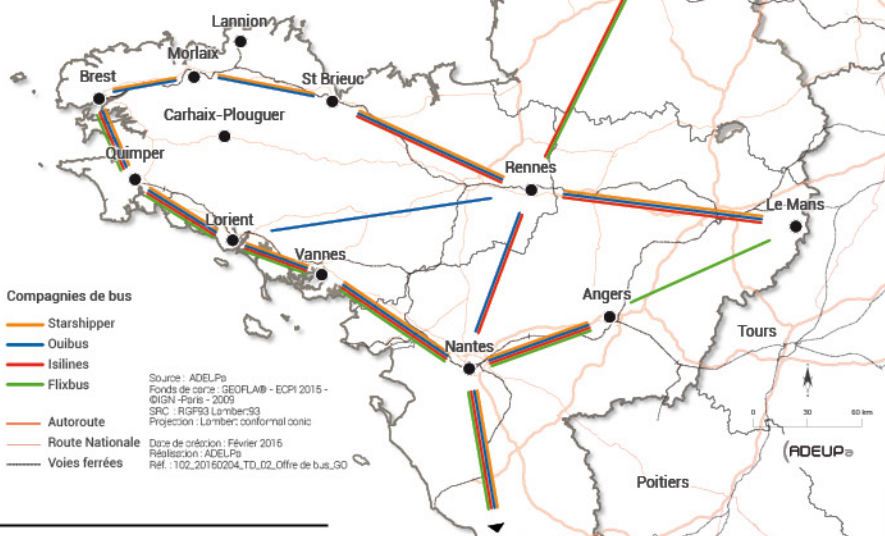 Lannion
Morlaix
Brest
St Brieuc
Carhaix-Plouguer
Quimper
Rennes
Le Mans
Lorient
Vannes
Angers
Nantes
Tours
Poitiers
Compagnies de bus
Starshipper
Ouibus
Isilines
Flixbus
Autoroute
Route Nationale
Voies ferrées
Source : ADEUPa
Fonds de carte : GEOFLA® - ECPI 2015 -
©IGN -Paris - 2009
SRC : RGF93 Lambert93
Projection : Lambert conformal conic
Date de création : Février 2016
Réalisation : ADEUPa
Réf. : 102_20160204_TD_02_Offre de bus_GO
0 30 60 km
(ADEUPa